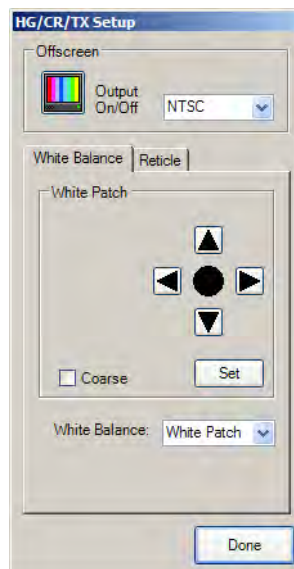 HG/CR/TX Setup
Offscreen
Output
On/Off
NTSC
White Balance
Reticle
White Patch
Coarse
Set
White Balance:
White Patch
Done